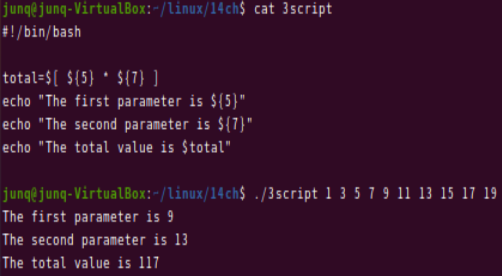 junq@junq-VirtualBox:~/linux/14ch$ cat 3script
#!/bin/bash
total=$[ ${5} * ${7} ]
echo "The first parameter is ${5}"
echo "The second parameter is ${7}"
echo "The total value is $total"
junq@junq-VirtualBox:~/linux/14ch$ ./3script 1 3 5 7 9 11 13 15 17 19
The first parameter is 9
The second parameter is 13
The total value is 117